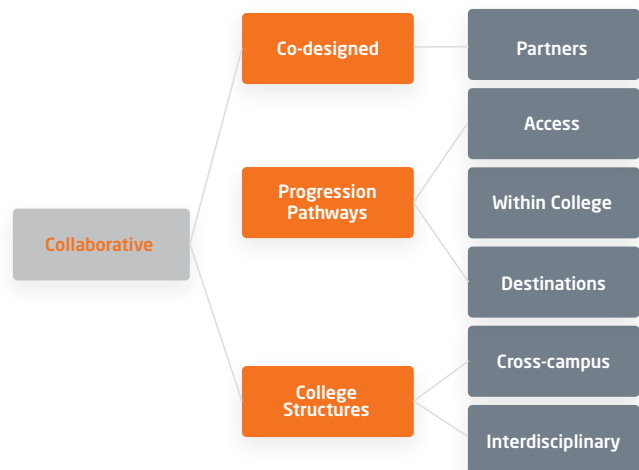 Co-designed
Partners
Access
Progression
Pathways
Within College
Collaborative
Destinations
Cross-campus
College
Structures
Interdisciplinary